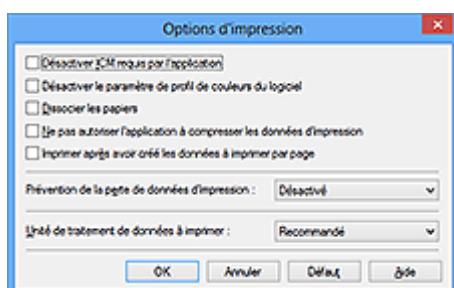 Options d'impression
Désactiver ICM requis par l'application
Désactiver le paramètre de profil de couleurs du logiciel
Dissocier les papiers
Ne pas autoriser l'application à compresser les données d'impression
Imprimer après avoir créé les données à imprimer par page
Prévention de la perte de données d'impression : Désactivé
Unité de traitement de données à imprimer : Recommandé
OK Annuler Défaut Aide